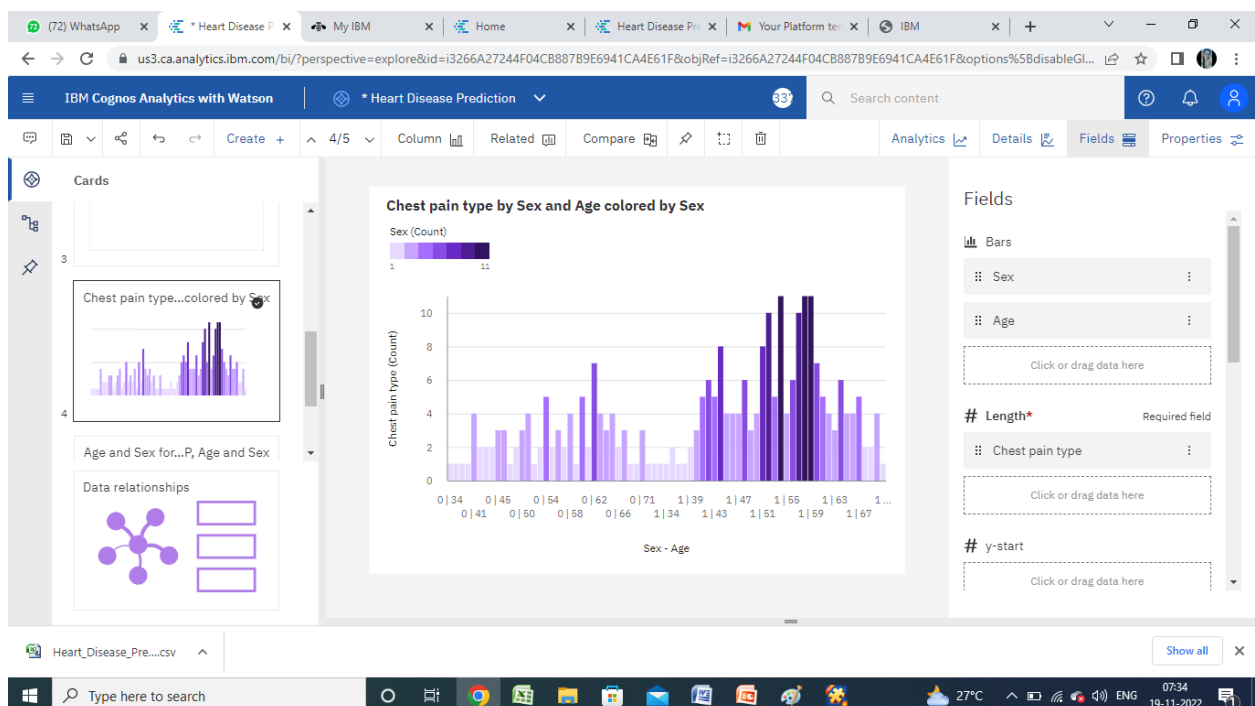 (72) WhatsApp
* Heart Disease P
My IBM
Home
Heart Disease Pre
Your Platform te
IBM
us3.ca.analytics.ibm.com/bi/?perspective=explore&id=i3266A27244F04CB887B9E6941CA4E61F&objRef=i3266A27244F04CB887B9E6941CA4E61F&options%5BdisableGl...
IBM Cognos Analytics with Watson
* Heart Disease Prediction
Search content
Create +
4/5
Column
Related
Compare
Analytics
Details
Fields
Properties
Cards
3
Chest pain type...colored by Sex
4
Age and Sex for...P, Age and Sex
Data relationships
Chest pain type by Sex and Age colored by Sex
Sex (Count)
1 11
Chest pain type (Count)
10
8
6
4
2
0
0|34 0|45 0|54 0|62 0|71 1|39 1|47 1|55 1|63 1...
0|41 0|50 0|58 0|66 1|34 1|43 1|51 1|59 1|67
Sex - Age
Fields
Bars
Sex
Age
Click or drag data here
# Length* Required field
Chest pain type
Click or drag data here
# y-start
Click or drag data here
Heart_Disease_Pre....csv
Show all
Type here to search
27°C
ENG
07:34
19-11-2022